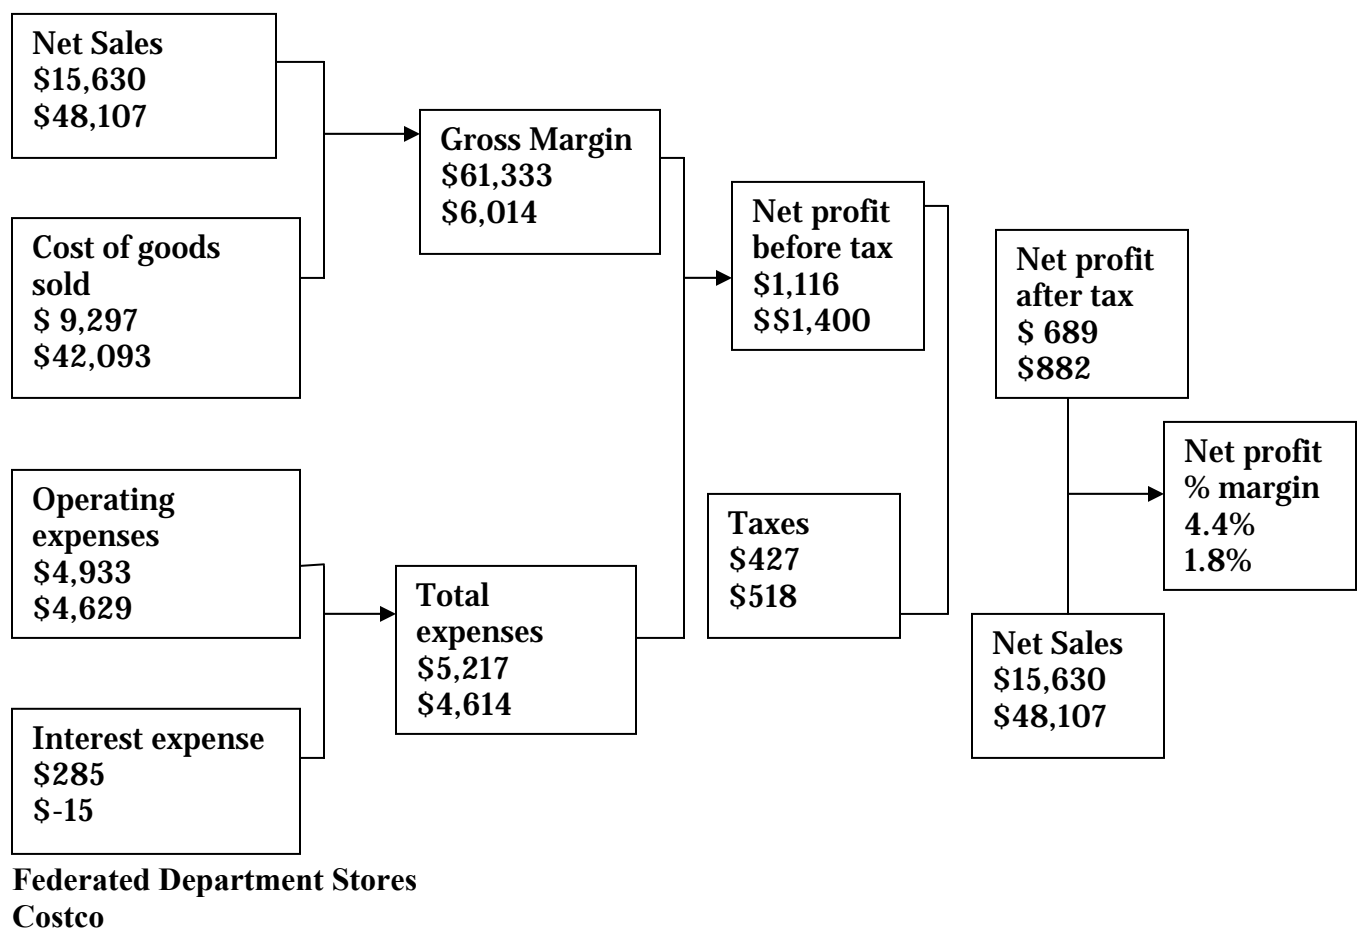 Net Sales
$15,630
$48,107
Cost of goods
sold
$ 9,297
$42,093
Operating
expenses
$4,933
$4,629
Interest expense
$285
$-15
Gross Margin
$61,333
$6,014
Total
expenses
$5,217
$4,614
Net profit
before tax
$1,116
$$1,400
Taxes
$427
$518
Net profit
after tax
$ 689
$882
Net Sales
$15,630
$48,107
Net profit
% margin
4.4%
1.8%
Federated Department Stores
Costco